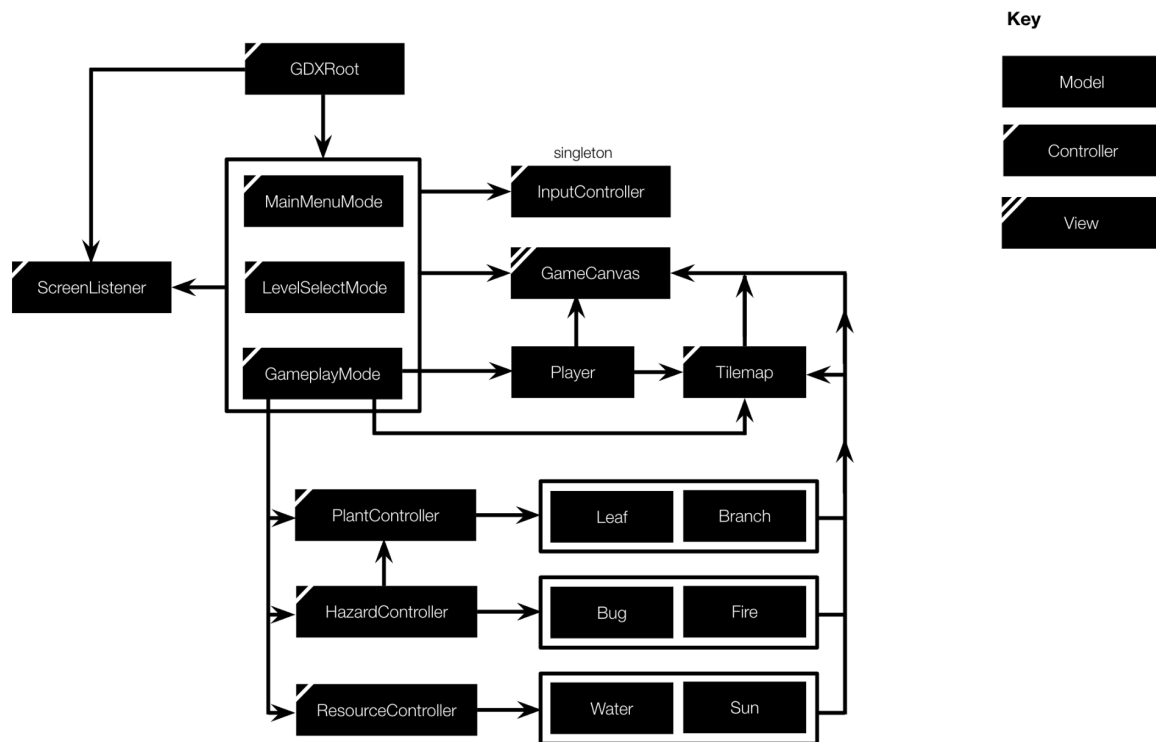 Key
GDXRoot
Model
singleton
Controller
MainMenuMode
InputController
View
ScreenListener
LevelSelectMode
GameCanvas
GameplayMode
Player
Tilemap
PlantController
Leaf
Branch
HazardController
Bug
Fire
ResourceController
Water
Sun